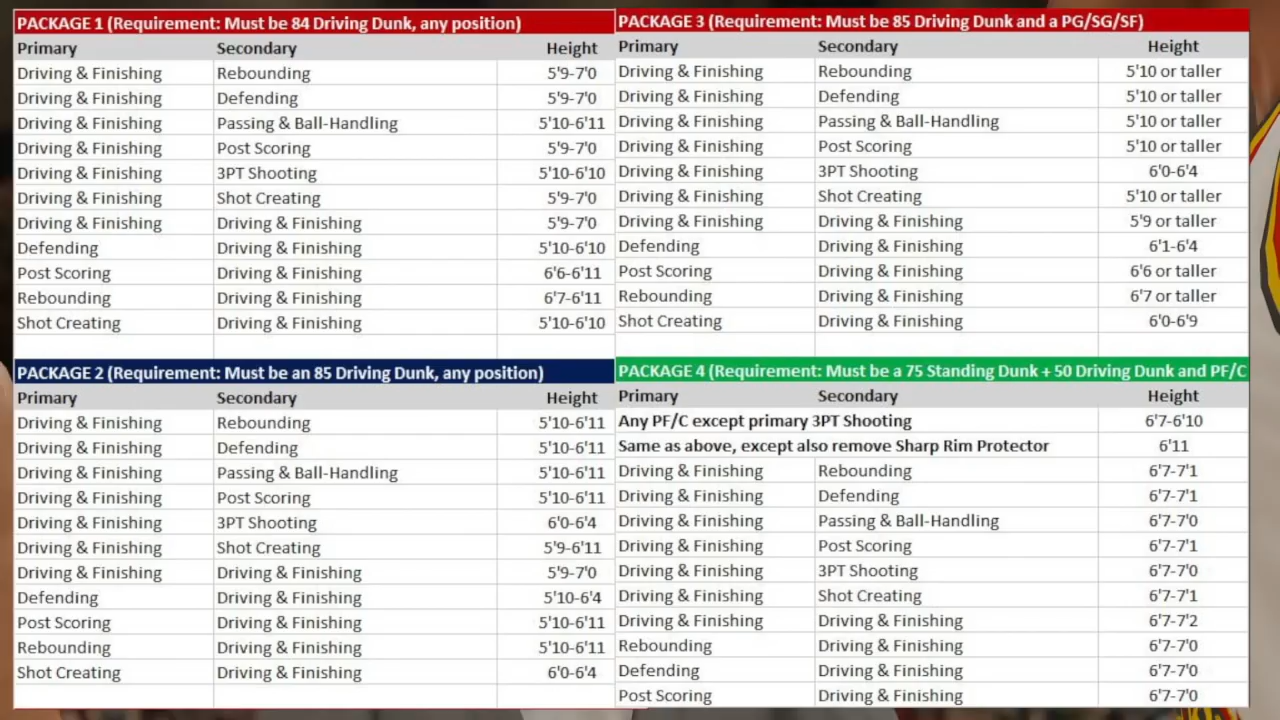 PACKAGE 1 (Requirement: Must be 84 Driving Dunk, any position)
Primary Secondary Height
Driving & Finishing Rebounding 5'9-7'0
Driving & Finishing Defending 5'9-7'0
Driving & Finishing Passing & Ball-Handling 5'10-6'11
Driving & Finishing Post Scoring 5'9-7'0
Driving & Finishing 3PT Shooting 5'10-6'10
Driving & Finishing Shot Creating 5'9-7'0
Driving & Finishing Driving & Finishing 5'9-7'0
Defending Driving & Finishing 5'10-6'10
Post Scoring Driving & Finishing 6'6-6'11
Rebounding Driving & Finishing 6'7-6'11
Shot Creating Driving & Finishing 5'10-6'10
PACKAGE 2 (Requirement: Must be an 85 Driving Dunk, any position)
Primary Secondary Height
Driving & Finishing Rebounding 5'10-6'11
Driving & Finishing Defending 5'10-6'11
Driving & Finishing Passing & Ball-Handling 5'10-6'11
Driving & Finishing Post Scoring 5'10-6'11
Driving & Finishing 3PT Shooting 6'0-6'4
Driving & Finishing Shot Creating 5'9-6'11
Driving & Finishing Driving & Finishing 5'9-7'0
Defending Driving & Finishing 5'10-6'4
Post Scoring Driving & Finishing 5'10-6'11
Rebounding Driving & Finishing 5'10-6'11
Shot Creating Driving & Finishing 6'0-6'4
PACKAGE 3 (Requirement: Must be 85 Driving Dunk and a PG/SG/SF)
Primary Secondary Height
Driving & Finishing Rebounding 5'10 or taller
Driving & Finishing Defending 5'10 or taller
Driving & Finishing Passing & Ball-Handling 5'10 or taller
Driving & Finishing Post Scoring 5'10 or taller
Driving & Finishing 3PT Shooting 6'0-6'4
Driving & Finishing Shot Creating 5'10 or taller
Driving & Finishing Driving & Finishing 5'9 or taller
Defending Driving & Finishing 6'1-6'4
Post Scoring Driving & Finishing 6'6 or taller
Rebounding Driving & Finishing 6'7 or taller
Shot Creating Driving & Finishing 6'0-6'9
PACKAGE 4 (Requirement: Must be a 75 Standing Dunk + 50 Driving Dunk and PF/C
Primary Secondary Height
Any PF/C except primary 3PT Shooting 6'7-6'10
Same as above, except also remove Sharp Rim Protector 6'11
Driving & Finishing Rebounding 6'7-7'1
Driving & Finishing Defending 6'7-7'1
Driving & Finishing Passing & Ball-Handling 6'7-7'0
Driving & Finishing Post Scoring 6'7-7'1
Driving & Finishing 3PT Shooting 6'7-7'0
Driving & Finishing Shot Creating 6'7-7'1
Driving & Finishing Driving & Finishing 6'7-7'2
Rebounding Driving & Finishing 6'7-7'0
Defending Driving & Finishing 6'7-7'0
Post Scoring Driving & Finishing 6'7-7'0